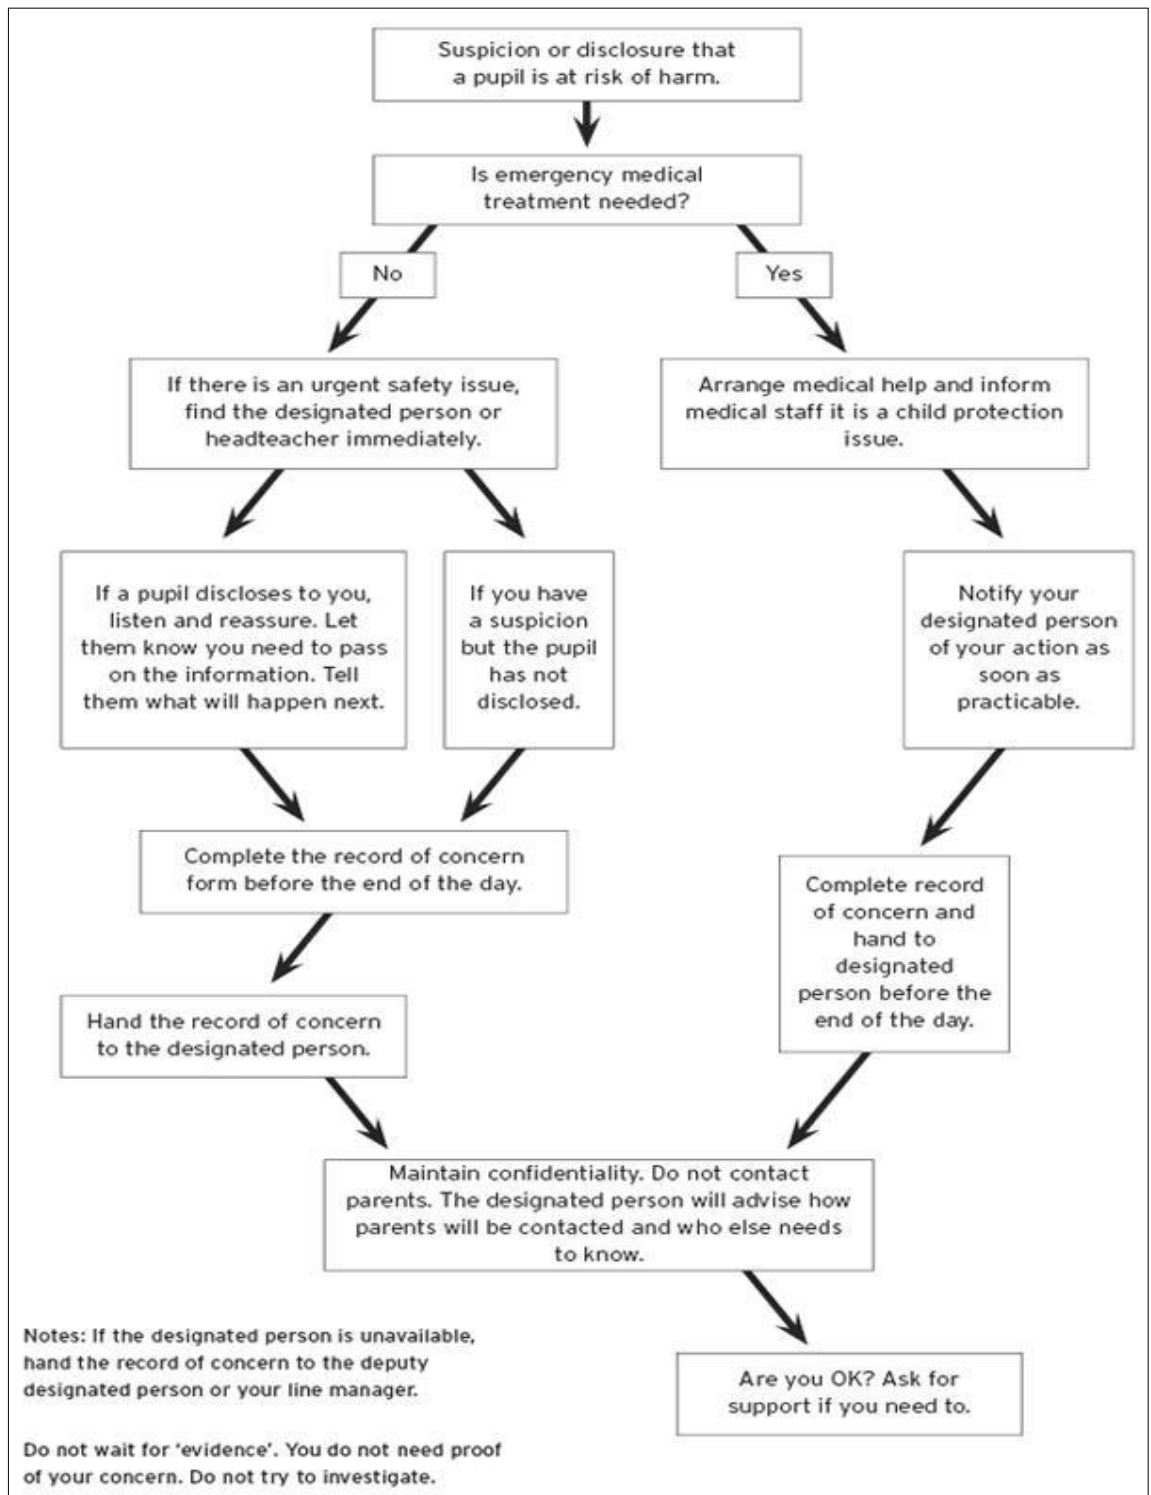 Suspicion or disclosure that
a pupil is at risk of harm.
Is emergency medical
treatment needed?
No
Yes
If there is an urgent safety issue,
find the designated person or
headteacher immediately.
Arrange medical help and inform
medical staff it is a child protection
issue.
If a pupil discloses to you,
listen and reassure. Let
them know you need to pass
on the information. Tell
them what will happen next.
If you have
a suspicion
but the pupil
has not
disclosed.
Notify your
designated person
of your action as
soon as
practicable.
Complete the record of concern
form before the end of the day.
Complete record
of concern and
hand to
designated
person before the
end of the day.
Hand the record of concern
to the designated person.
Maintain confidentiality. Do not contact
parents. The designated person will advise how
parents will be contacted and who else needs
to know.
Notes: If the designated person is unavailable,
hand the record of concern to the deputy
designated person or your line manager.
Do not wait for ‘evidence’. You do not need proof
of your concern. Do not try to investigate.
Are you OK? Ask for
support if you need to.